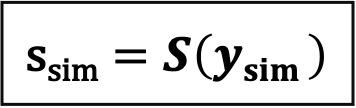 s_sim = S(y_sim)